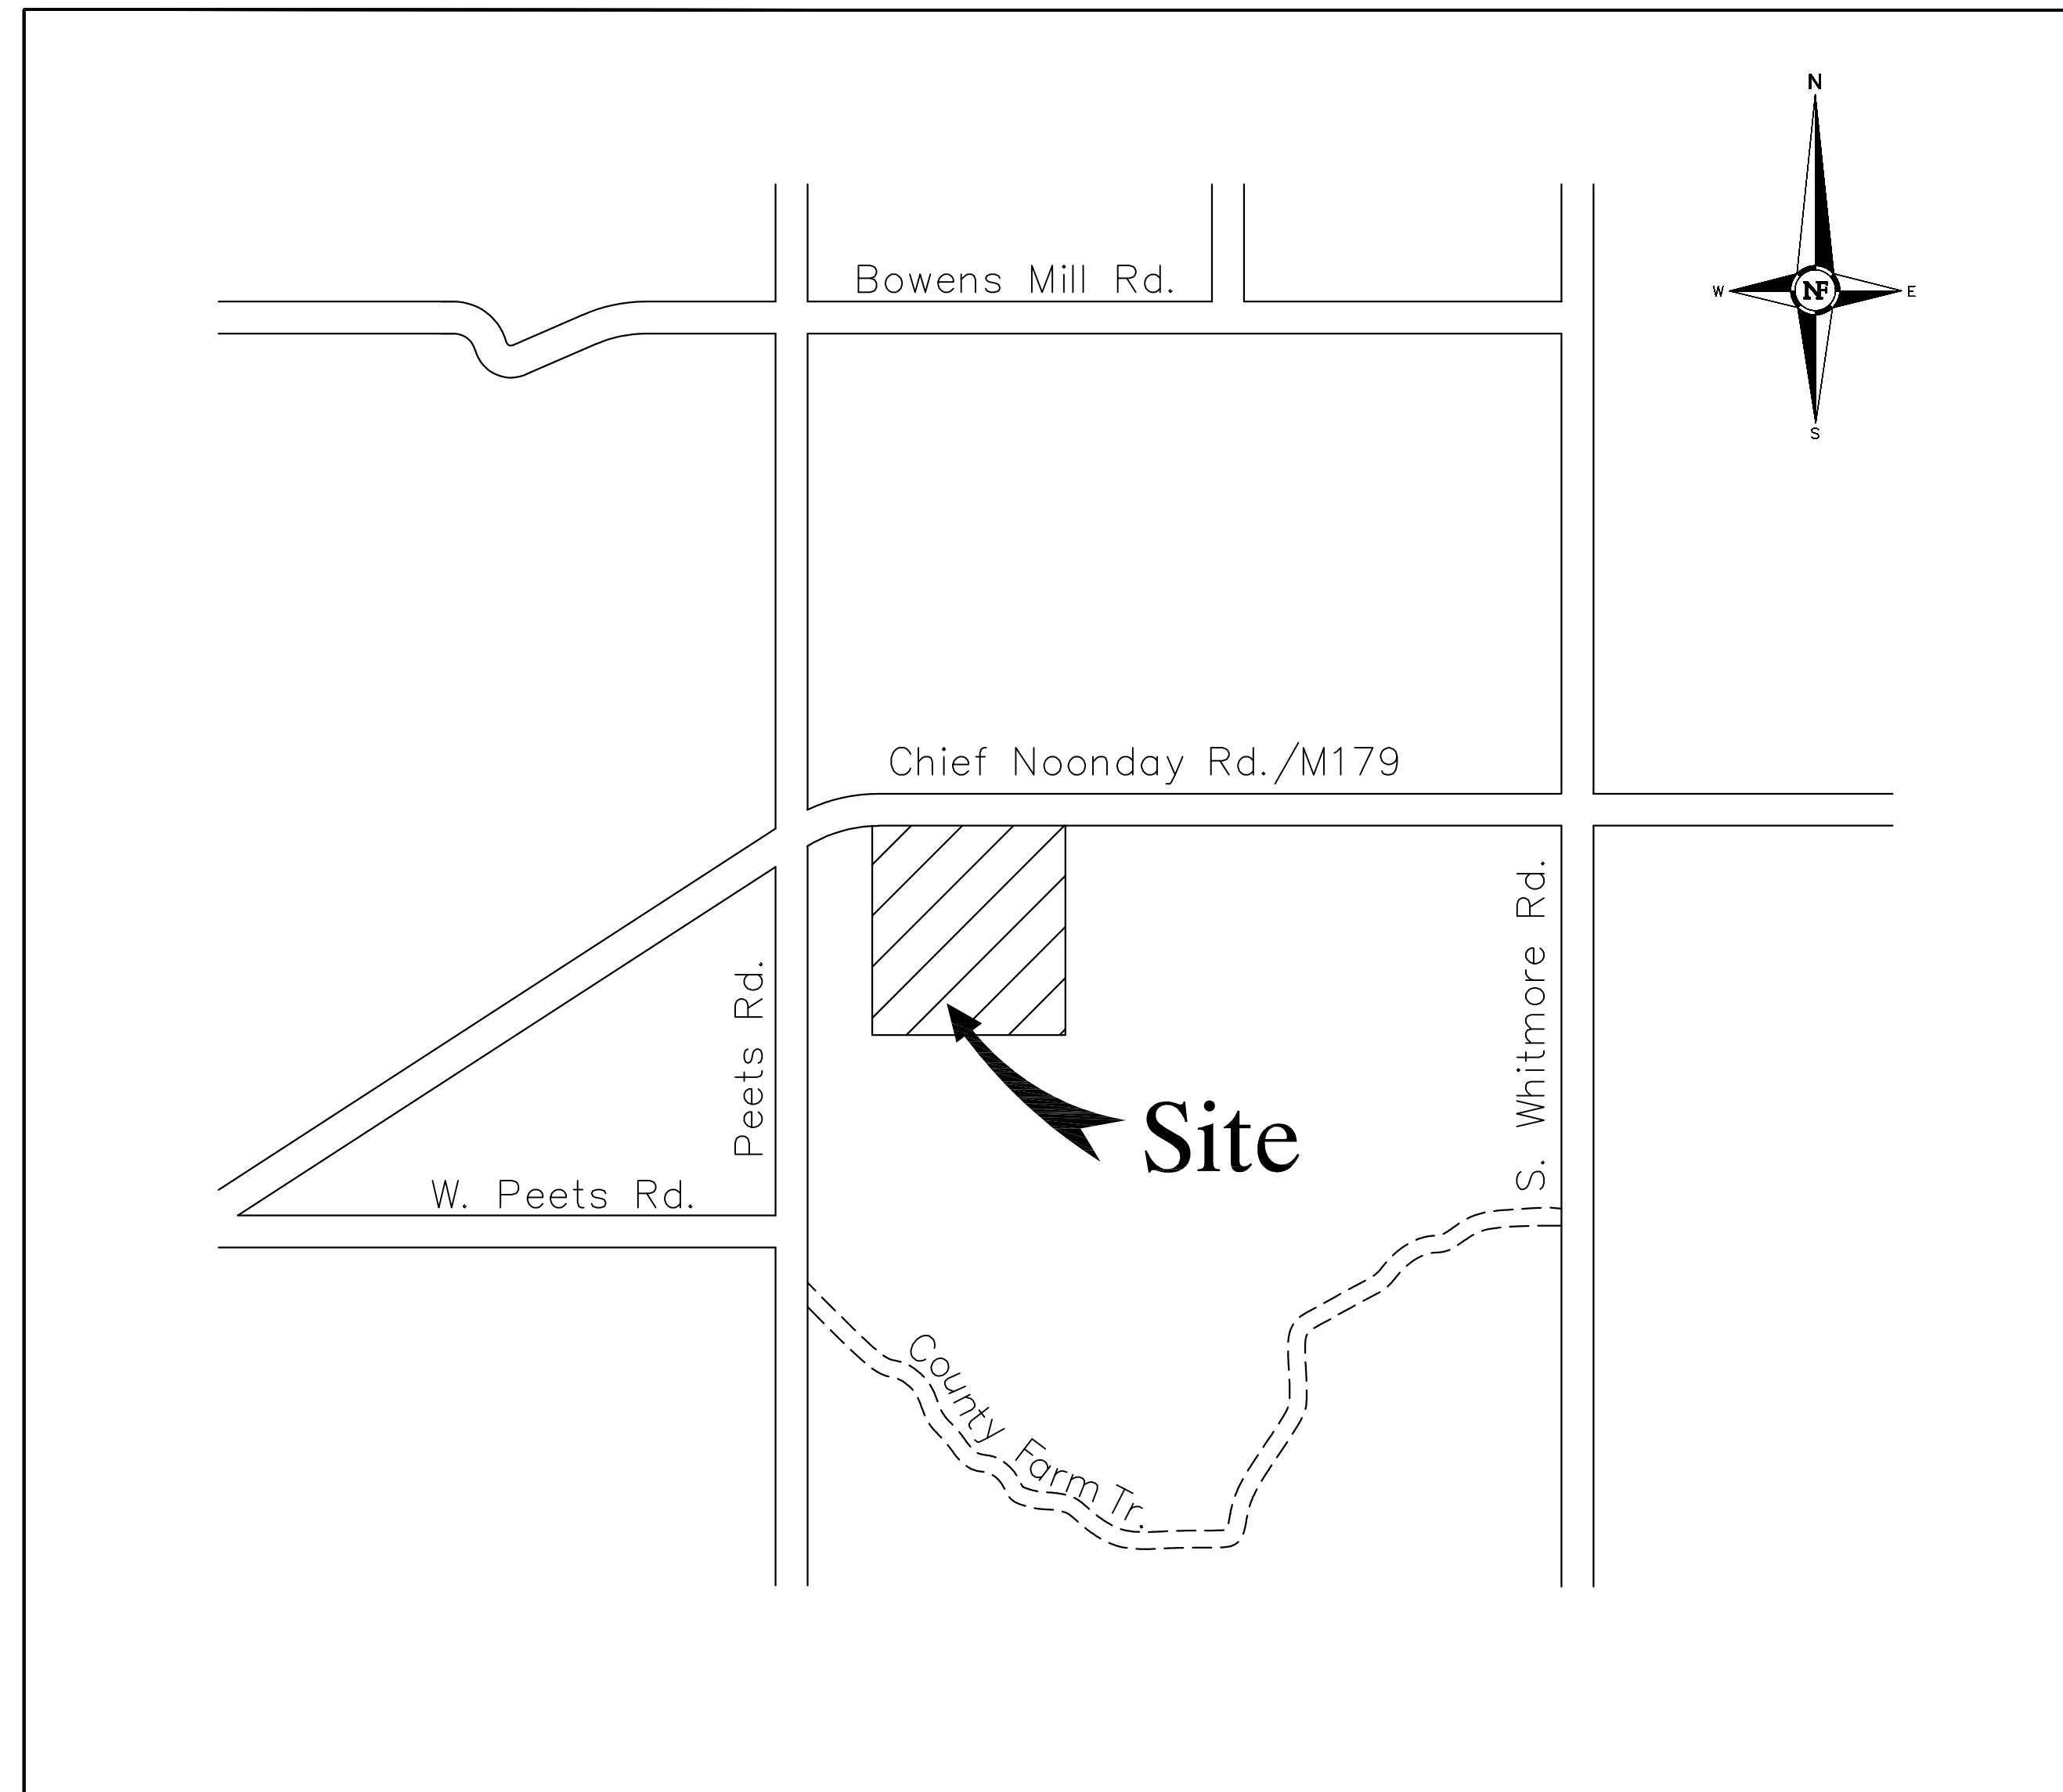 N
Bowens Mill Rd.
W NF E
S
Chief Noonday Rd./M179
Peets Rd.
S. Whitmore Rd.
W. Peets Rd.
Site
County Farm Tr.